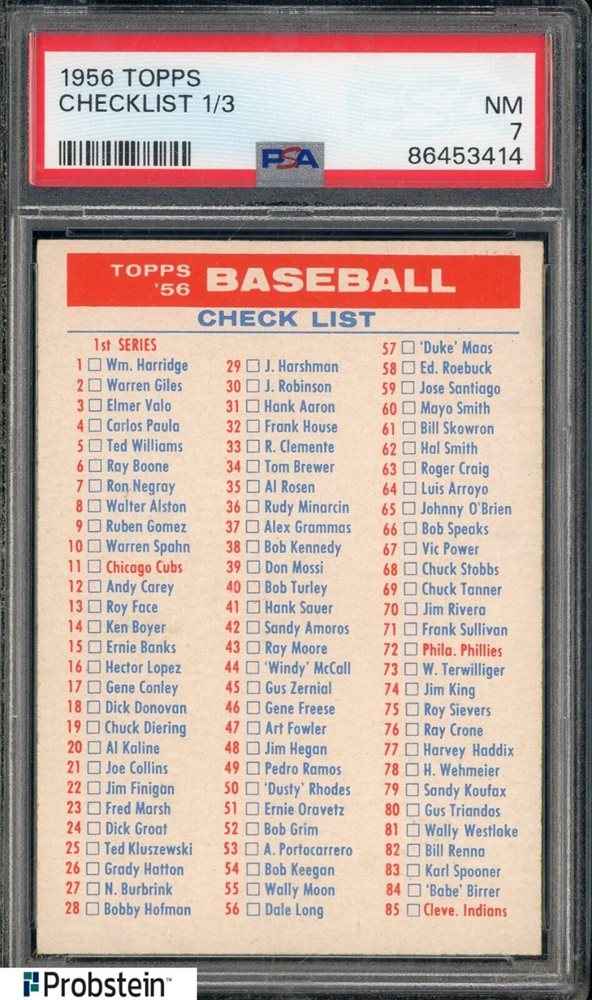 1956 TOPPS
CHECKLIST 1/3
NM
7
86453414
PSA
TOPPS '56 BASEBALL
CHECK LIST
1st SERIES
1 Wm. Harridge
2 Warren Giles
3 Elmer Valo
4 Carlos Paula
5 Ted Williams
6 Ray Boone
7 Ron Negray
8 Walter Alston
9 Ruben Gomez
10 Warren Spahn
11 Chicago Cubs
12 Andy Carey
13 Roy Face
14 Ken Boyer
15 Ernie Banks
16 Hector Lopez
17 Gene Conley
18 Dick Donovan
19 Chuck Diering
20 Al Kaline
21 Joe Collins
22 Jim Finigan
23 Fred Marsh
24 Dick Groat
25 Ted Kluszewski
26 Grady Hatton
27 N. Burbrink
28 Bobby Hofman
29 J. Harshman
30 J. Robinson
31 Hank Aaron
32 Frank House
33 R. Clemente
34 Tom Brewer
35 Al Rosen
36 Rudy Minarcin
37 Alex Grammas
38 Bob Kennedy
39 Don Mossi
40 Bob Turley
41 Hank Sauer
42 Sandy Amoros
43 Ray Moore
44 'Windy' McCall
45 Gus Zernial
46 Gene Freese
47 Art Fowler
48 Jim Hegan
49 Pedro Ramos
50 'Dusty' Rhodes
51 Ernie Oravetz
52 Bob Grim
53 A. Portocarrero
54 Bob Keegan
55 Wally Moon
56 Dale Long
57 'Duke' Maas
58 Ed. Roebuck
59 Jose Santiago
60 Mayo Smith
61 Bill Skowron
62 Hal Smith
63 Roger Craig
64 Luis Arroyo
65 Johnny O'Brien
66 Bob Speaks
67 Vic Power
68 Chuck Stobbs
69 Chuck Tanner
70 Jim Rivera
71 Frank Sullivan
72 Phila. Phillies
73 W. Terwilliger
74 Jim King
75 Roy Sievers
76 Ray Crone
77 Harvey Haddix
78 H. Wehmeier
79 Sandy Koufax
80 Gus Triandos
81 Wally Westlake
82 Bill Renna
83 Karl Spooner
84 'Babe' Birrer
85 Cleve. Indians
Probstein™